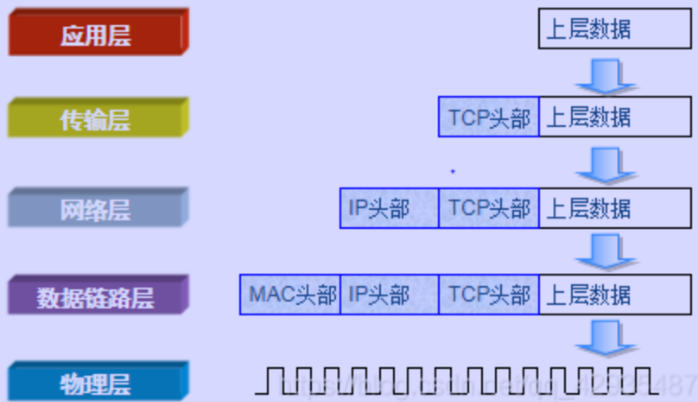 应用层
上层数据
传输层
TCP头部 上层数据
网络层
IP头部 TCP头部 上层数据
数据链路层
MAC头部 IP头部 TCP头部 上层数据
物理层
https://blog.csdn.net/qq_42935487